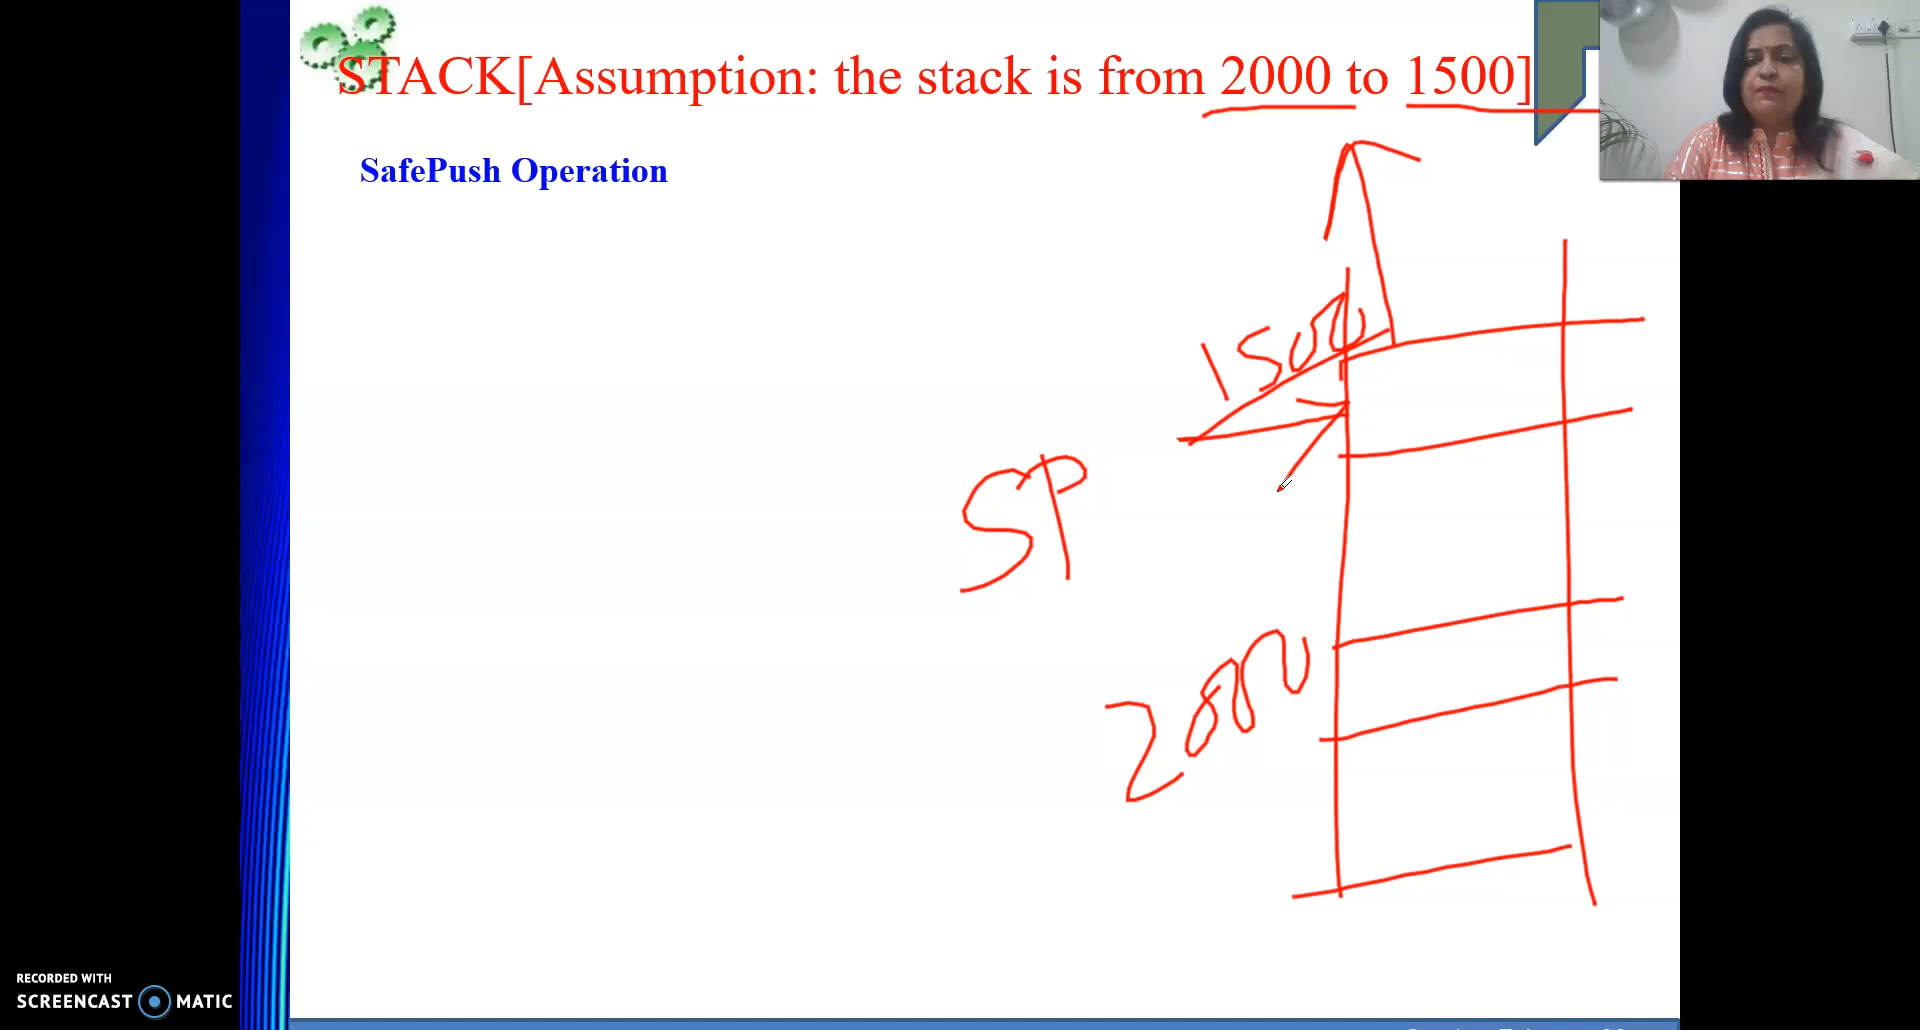 STACK[Assumption: the stack is from 2000 to 1500]
SafePush Operation
1500
SP
2000
RECORDED WITH
SCREENCAST MATIC